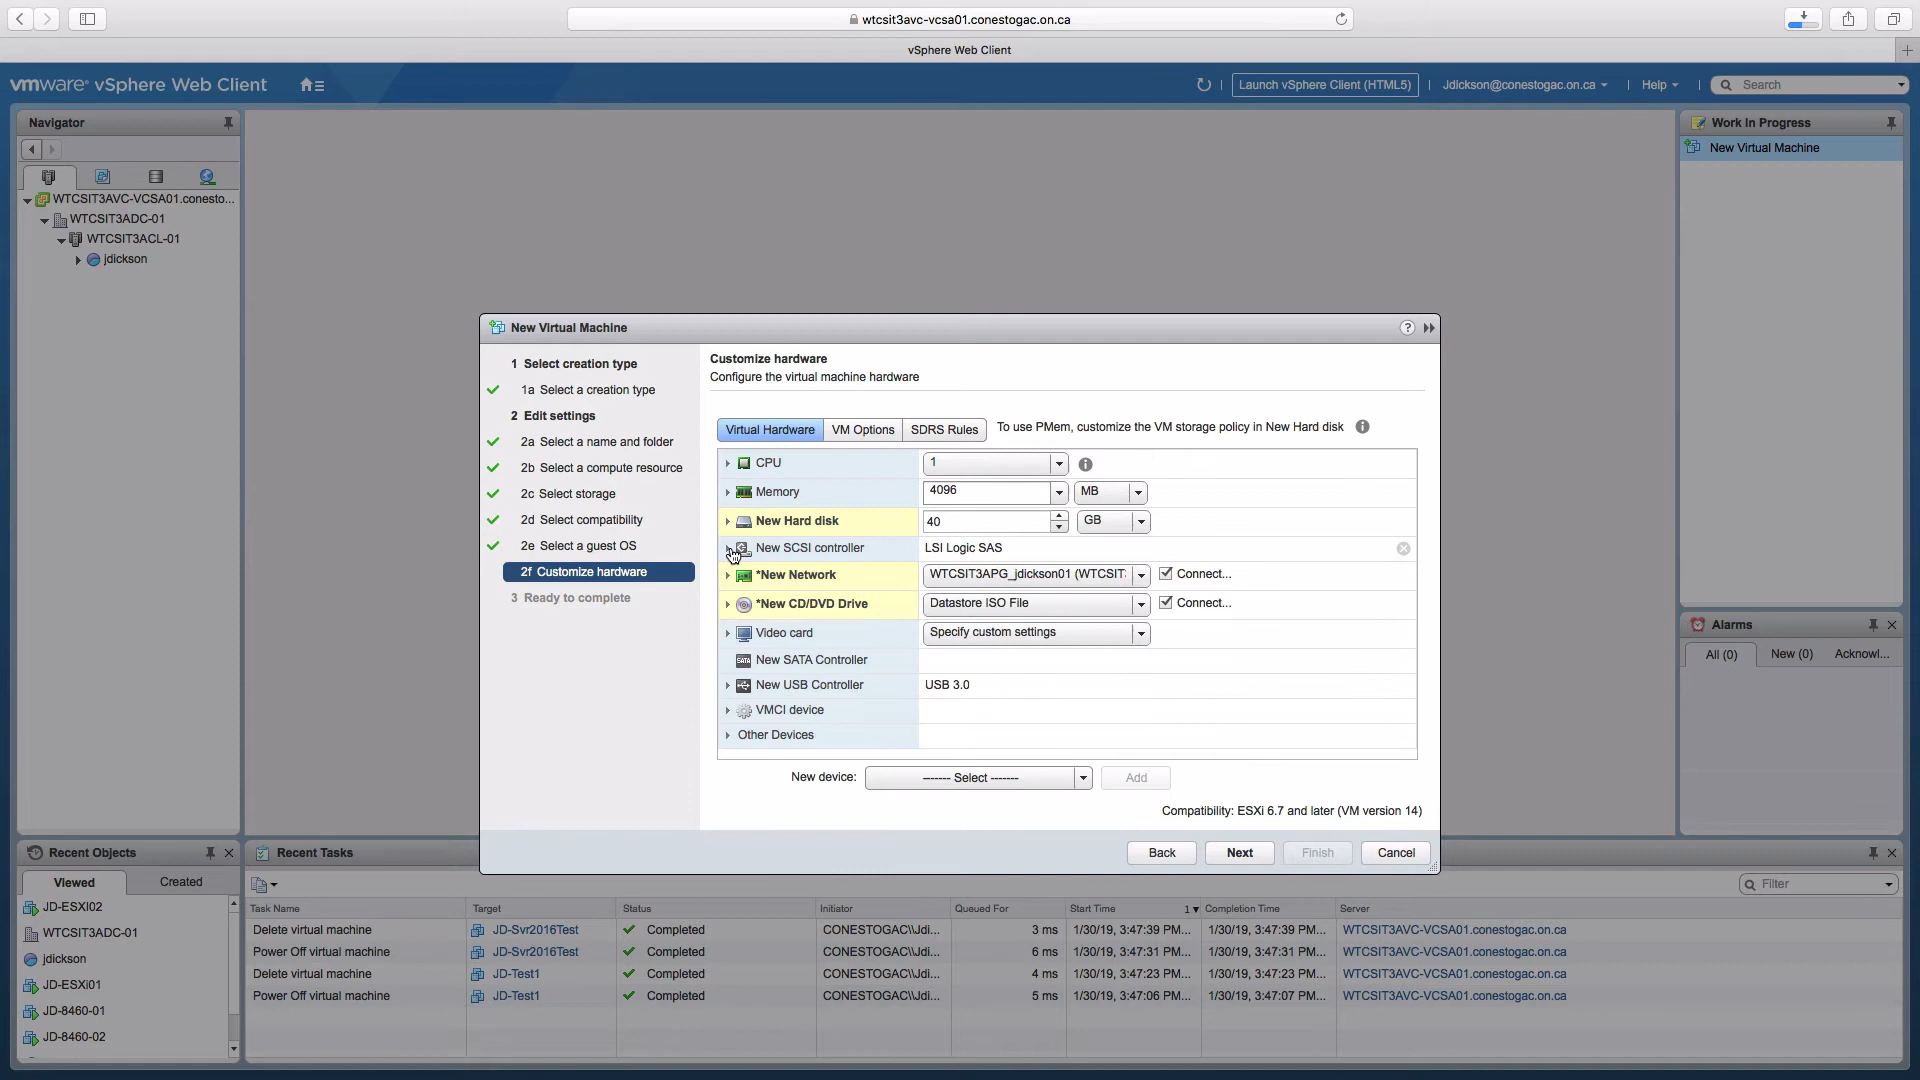 wtcsit3avc-vcsa01.conestogac.on.ca
vSphere Web Client
vmware® vSphere Web Client
Launch vSphere Client (HTML5)
Jdickson@conestogac.on.ca
Help
Search
Navigator
WTCSIT3AVC-VCSA01.conesto...
WTCSIT3ADC-01
WTCSIT3ACL-01
jdickson
Work In Progress
New Virtual Machine
New Virtual Machine
1 Select creation type
1a Select a creation type
2 Edit settings
2a Select a name and folder
2b Select a compute resource
2c Select storage
2d Select compatibility
2e Select a guest OS
2f Customize hardware
3 Ready to complete
Customize hardware
Configure the virtual machine hardware
Virtual Hardware VM Options SDRS Rules To use PMem, customize the VM storage policy in New Hard disk
CPU 1
Memory 4096 MB
New Hard disk 40 GB
New SCSI controller LSI Logic SAS
*New Network WTCSIT3APG_jdickson01 (WTCSIT: Connect...
*New CD/DVD Drive Datastore ISO File Connect...
Video card Specify custom settings
SATA New SATA Controller
New USB Controller USB 3.0
VMCI device
Other Devices
New device: ------- Select ------- Add
Compatibility: ESXi 6.7 and later (VM version 14)
Back Next Finish Cancel
Alarms
All (0) New (0) Acknowl...
Recent Objects
Viewed Created
JD-ESXI02
WTCSIT3ADC-01
jdickson
JD-ESXi01
JD-8460-01
JD-8460-02
Recent Tasks
Filter
Task Name Target Status Initiator Queued For Start Time 1 Completion Time Server
Delete virtual machine JD-Svr2016Test Completed CONESTOGAC\\Jdi... 3 ms 1/30/19, 3:47:39 PM... 1/30/19, 3:47:39 PM... WTCSIT3AVC-VCSA01.conestogac.on.ca
Power Off virtual machine JD-Svr2016Test Completed CONESTOGAC\\Jdi... 6 ms 1/30/19, 3:47:31 PM... 1/30/19, 3:47:31 PM... WTCSIT3AVC-VCSA01.conestogac.on.ca
Delete virtual machine JD-Test1 Completed CONESTOGAC\\Jdi... 4 ms 1/30/19, 3:47:23 PM... 1/30/19, 3:47:23 PM... WTCSIT3AVC-VCSA01.conestogac.on.ca
Power Off virtual machine JD-Test1 Completed CONESTOGAC\\Jdi... 5 ms 1/30/19, 3:47:06 PM... 1/30/19, 3:47:07 PM... WTCSIT3AVC-VCSA01.conestogac.on.ca